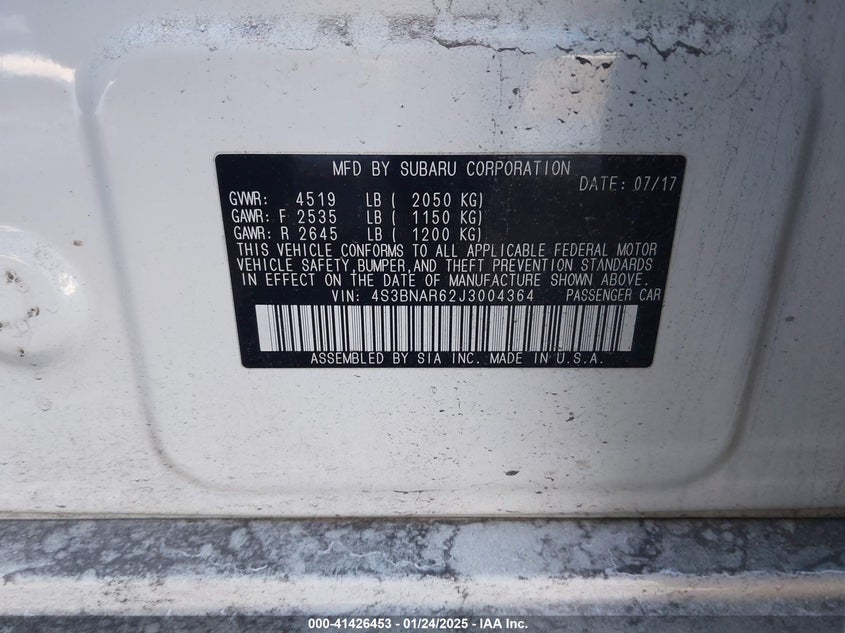 MFD BY SUBARU CORPORATION
DATE: 07/17
GVWR: 4519 LB ( 2050 KG)
GAWR: F 2535 LB ( 1150 KG)
GAWR: R 2645 LB ( 1200 KG)
THIS VEHICLE CONFORMS TO ALL APPLICABLE FEDERAL MOTOR
VEHICLE SAFETY,BUMPER,AND THEFT PREVENTION STANDARDS
IN EFFECT ON THE DATE OF MANUFACTURE SHOWN ABOVE.
VIN: 4S3BNAR62J3004364 PASSENGER CAR
ASSEMBLED BY SIA INC. MADE IN U.S.A.
000-41426453 - 01/24/2025 - IAA Inc.